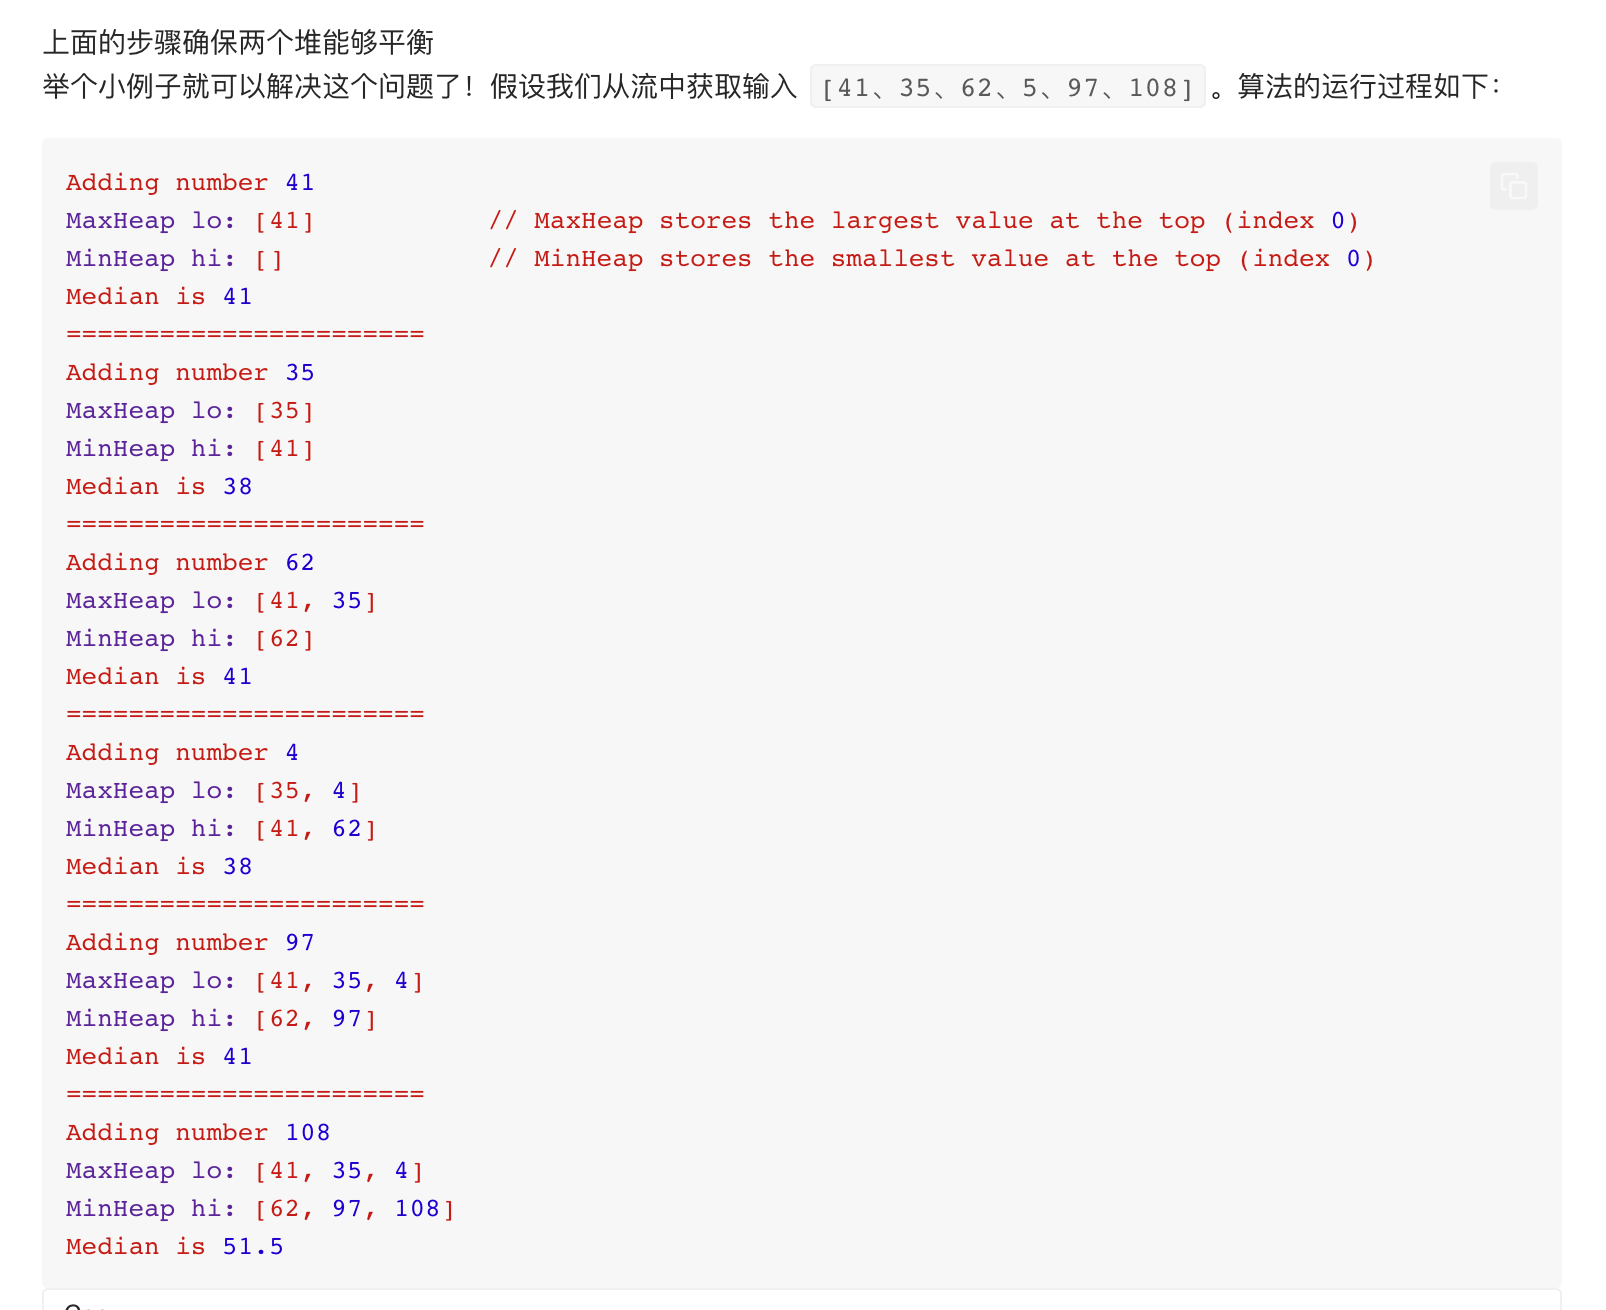 上面的步骤确保两个堆能够平衡
举个小例子就可以解决这个问题了！假设我们从流中获取输入 [41、35、62、5、97、108] 。算法的运行过程如下：
Adding number 41
MaxHeap lo: [41]           // MaxHeap stores the largest value at the top (index 0)
MinHeap hi: []             // MinHeap stores the smallest value at the top (index 0)
Median is 41
=======================
Adding number 35
MaxHeap lo: [35]
MinHeap hi: [41]
Median is 38
=======================
Adding number 62
MaxHeap lo: [41, 35]
MinHeap hi: [62]
Median is 41
=======================
Adding number 4
MaxHeap lo: [35, 4]
MinHeap hi: [41, 62]
Median is 38
=======================
Adding number 97
MaxHeap lo: [41, 35, 4]
MinHeap hi: [62, 97]
Median is 41
=======================
Adding number 108
MaxHeap lo: [41, 35, 4]
MinHeap hi: [62, 97, 108]
Median is 51.5